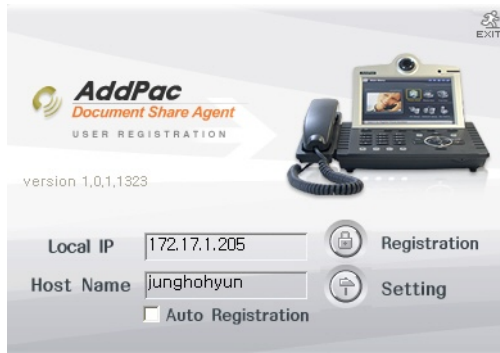 EXIT
AddPac
Document Share Agent
USER REGISTRATION
version 1,0,1,1323
Local IP 172.17.1.205 Registration
Host Name junghohyun Setting
Auto Registration